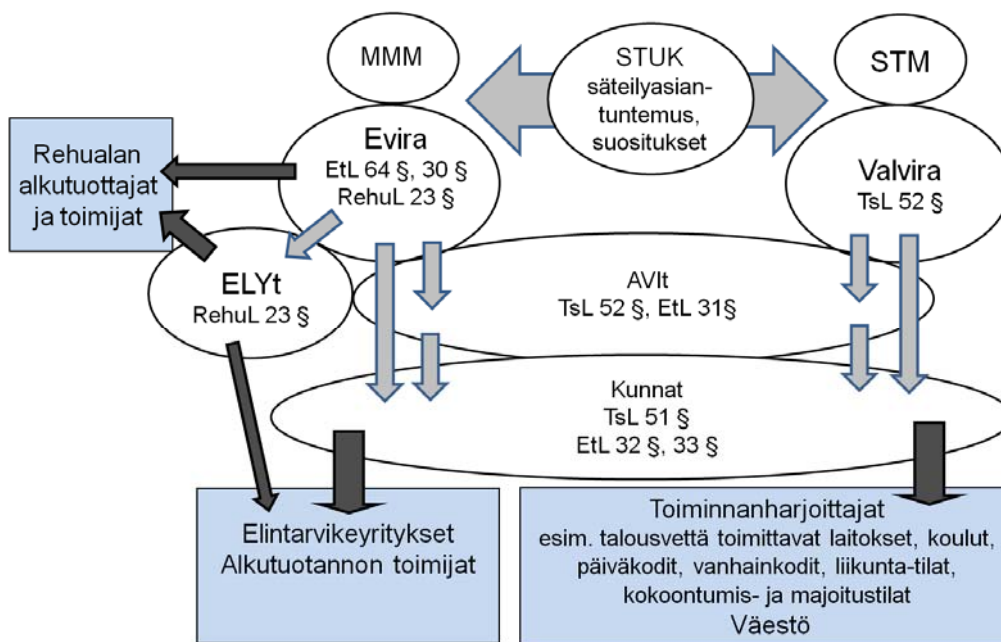 MMM
STUK
säteilyasian-
tuntemus,
suositukset
STM
Rehualan
alkutuottajat
ja toimijat
Evira
EtL 64 §, 30 §
RehuL 23 §
Valvira
TsL 52 §
ELYt
RehuL 23 §
AVIt
TsL 52 §, EtL 31§
Kunnat
TsL 51 §
EtL 32 §, 33 §
Elintarvikeyritykset
Alkutuotannon toimijat
Toiminnanharjoittajat
esim. talousvettä toimittavat laitokset, koulut,
päiväkodit, vanhainkodit, liikunta-tilat,
kokoontumis- ja majoitustilat
Väestö